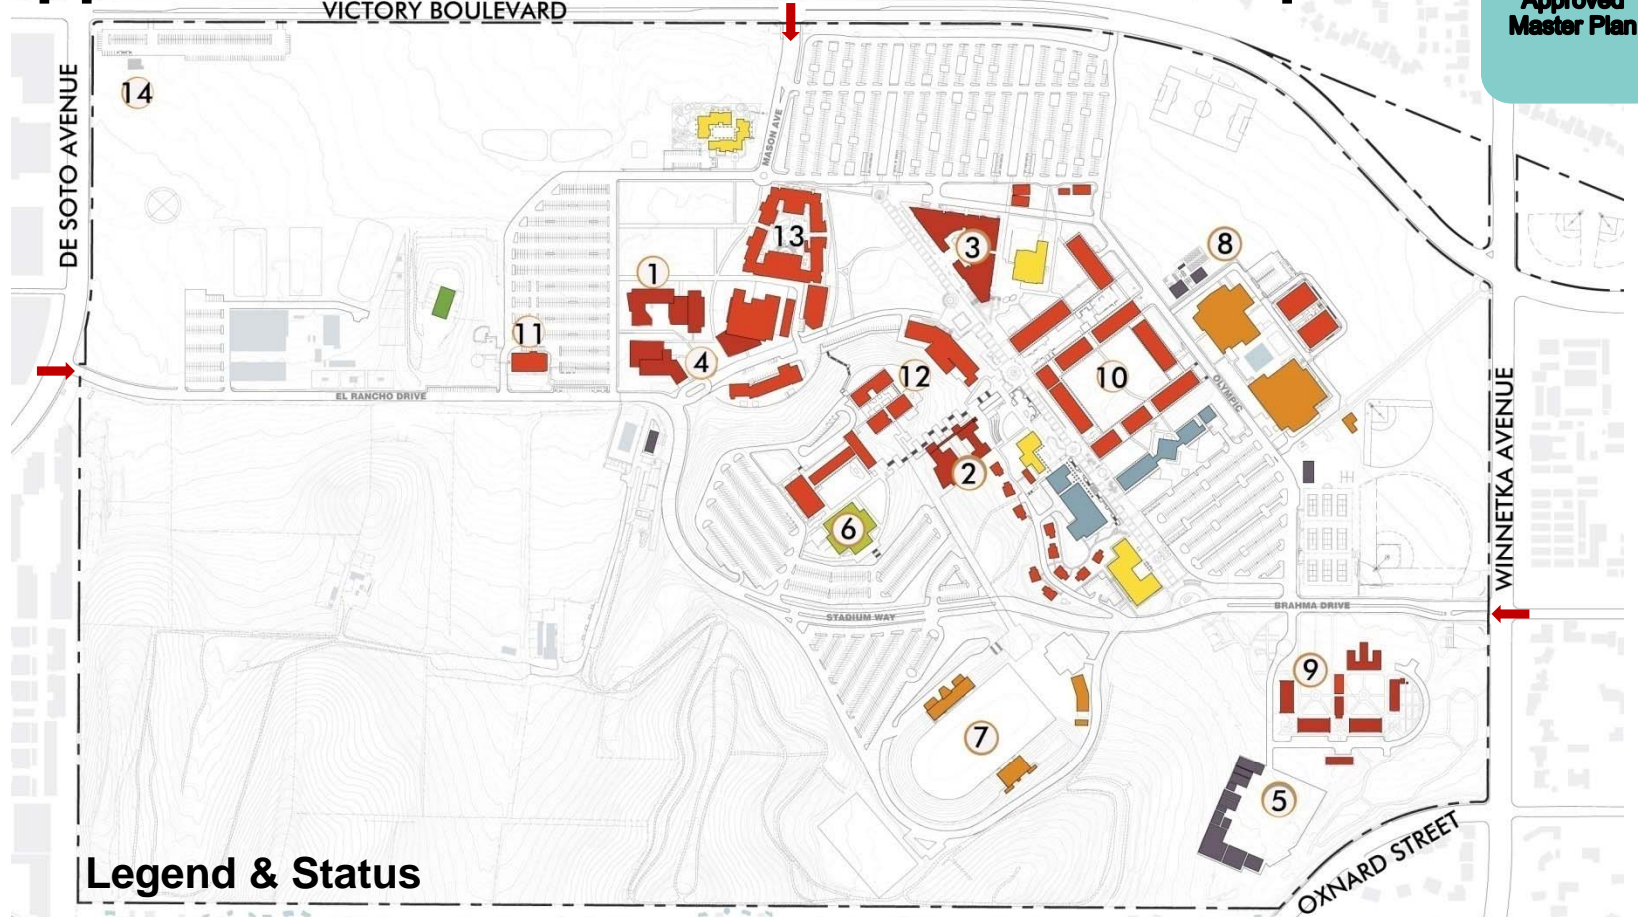 VICTORY BOULEVARD
Approved
Master Plan
DE SOTO AVENUE
14
MASON AVE
13
3
8
1
11
4
12
10
EL RANCHO DRIVE
OLYMPIC
WINNETKA AVENUE
2
6
STADIUM WAY
BRAHMA DRIVE
9
7
5
Legend & Status
OXNARD STREET